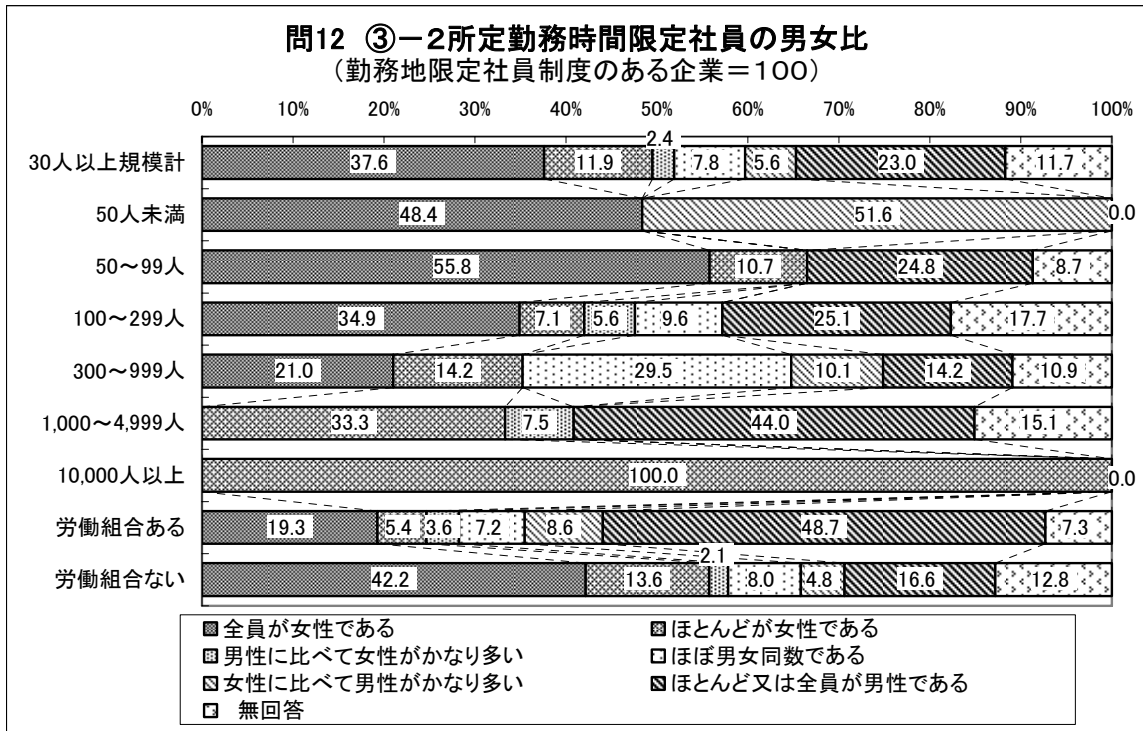 問12 ③－2所定勤務時間限定社員の男女比
（勤務地限定社員制度のある企業＝100）
0% 10% 20% 30% 40% 50% 60% 70% 80% 90% 100%
2.4
30人以上規模計 37.6 11.9 7.8 5.6 23.0 11.7
50人未満 48.4 51.6 0.0
50～99人 55.8 10.7 24.8 8.7
100～299人 34.9 7.1 5.6 9.6 25.1 17.7
300～999人 21.0 14.2 29.5 10.1 14.2 10.9
1,000～4,999人 33.3 7.5 44.0 15.1
10,000人以上 100.0 0.0
労働組合ある 19.3 5.4 3.6 7.2 8.6 48.7 7.3
2.1
労働組合ない 42.2 13.6 8.0 4.8 16.6 12.8
全員が女性である ほとんどが女性である
男性に比べて女性がかなり多い ほぼ男女同数である
女性に比べて男性がかなり多い ほとんど又は全員が男性である
無回答